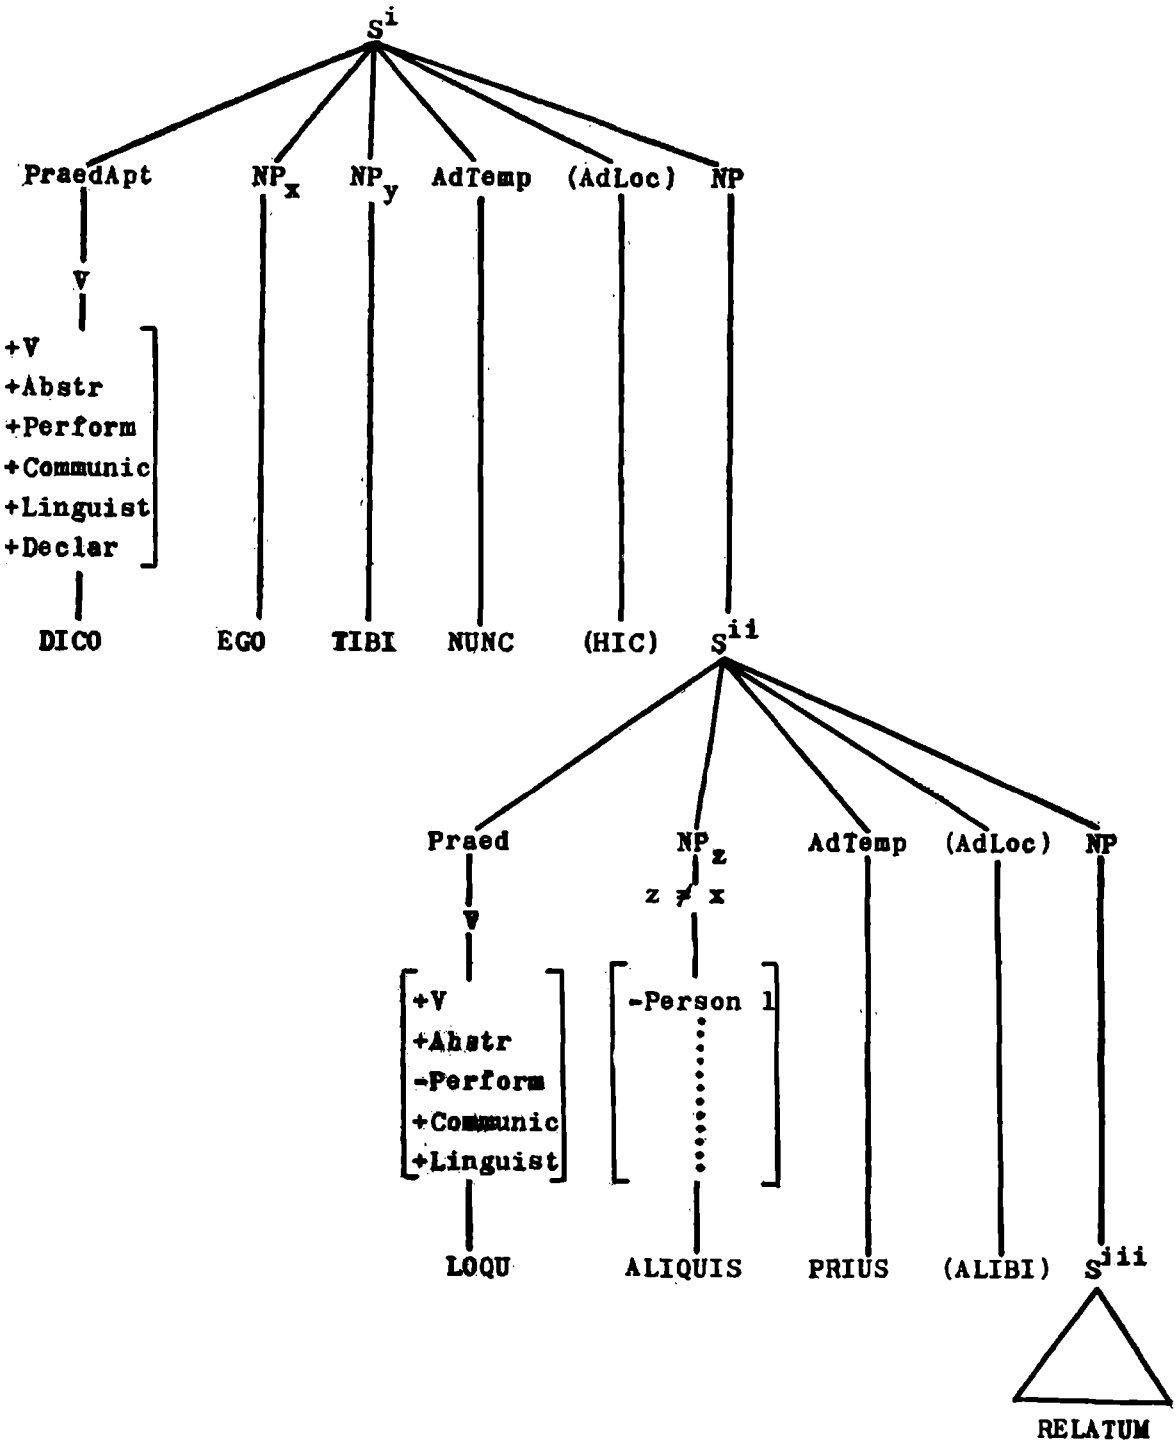 S^i
PraedApt NP_x NP_y AdTemp (AdLoc) NP
V
+V
+Abstr
+Perform
+Communic
+Linguist
+Declar
DICO EGO TIBI NUNC (HIC) S^ii
Praed NP_z AdTemp (AdLoc) NP
z ≠ x
V
+V -Person 1
+Abstr
-Perform
+Communic
+Linguist
LOQU ALIQUIS PRIUS (ALIBI) S^iii
RELATUM